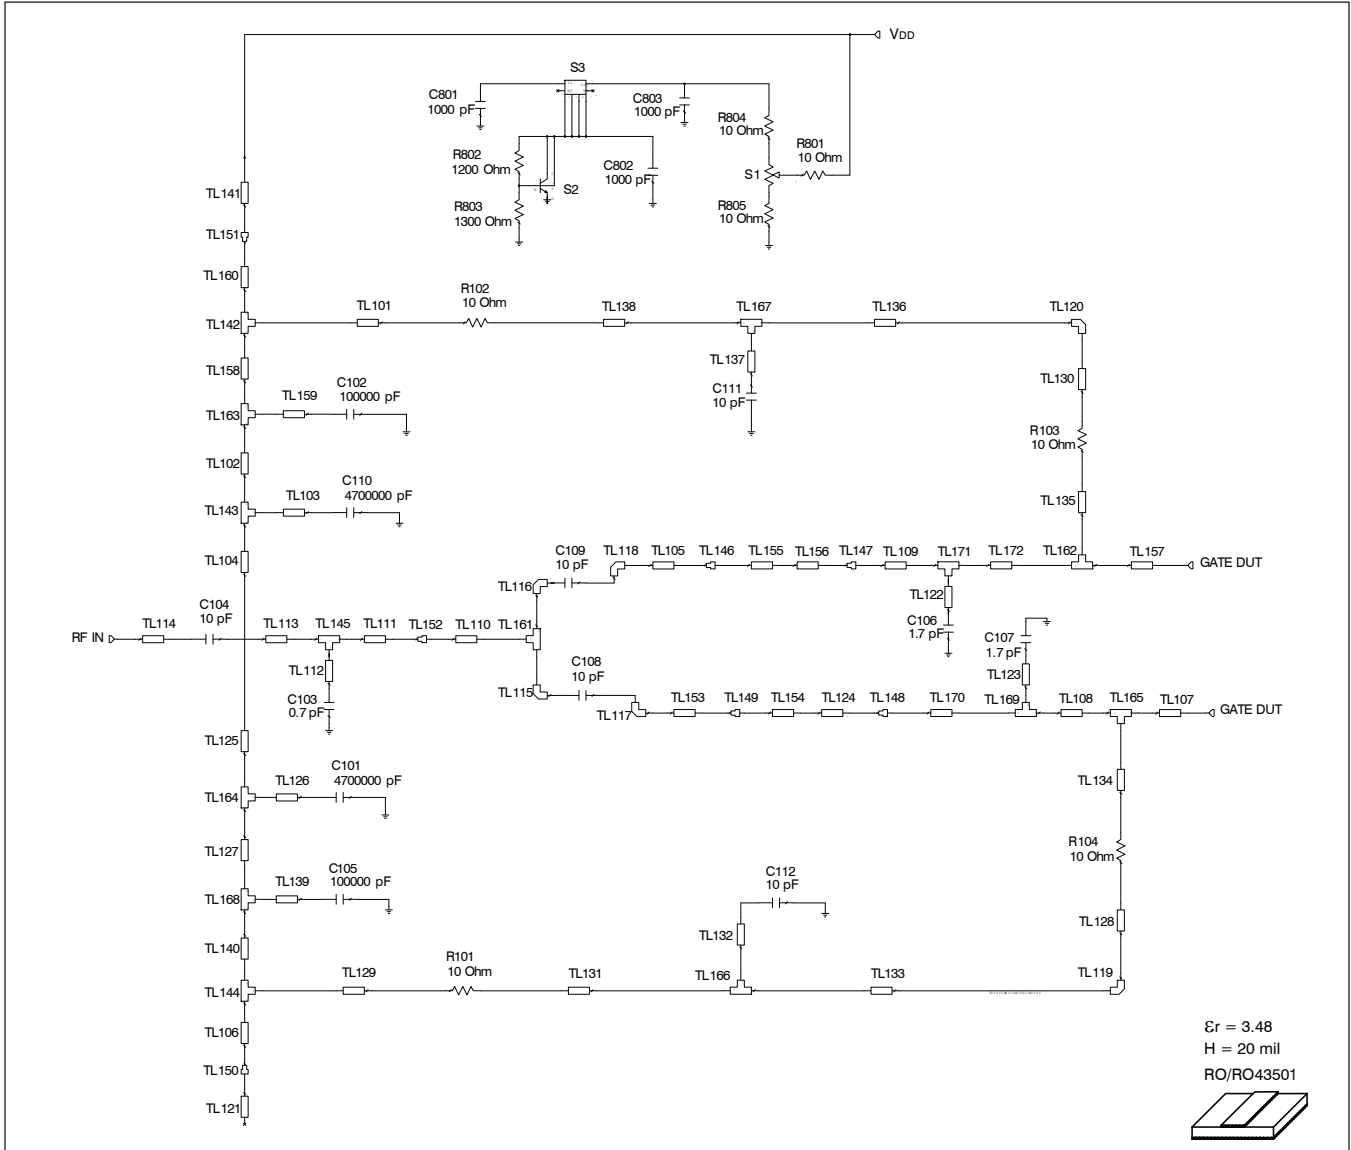 VDD
S3
C801
1000 pF
C803
1000 pF
R804
10 Ohm
R801
10 Ohm
R802
1200 Ohm
C802
1000 pF
S1
S2
R803
1300 Ohm
R805
10 Ohm
TL141
TL151
TL160
R102
10 Ohm
TL101
TL138
TL167
TL136
TL120
TL142
TL137
TL158
C111
10 pF
TL130
C102
100000 pF
TL159
TL163
R103
10 Ohm
TL102
C110
4700000 pF
TL103
TL135
TL143
TL104
C109
10 pF
TL118
TL105
TL146
TL155
TL156
TL147
TL109
TL171
TL172
TL162
TL157
GATE DUT
TL116
TL122
C104
10 pF
C106
1.7 pF
RF IN
TL114
TL113
TL145
TL111
TL152
TL110
TL161
C107
1.7 pF
TL112
C108
10 pF
TL123
C103
0.7 pF
TL115
TL117
TL153
TL149
TL154
TL124
TL148
TL170
TL169
TL108
TL165
TL107
GATE DUT
TL125
C101
4700000 pF
TL126
TL134
TL164
TL127
R104
10 Ohm
C105
100000 pF
TL139
C112
10 pF
TL168
TL128
TL140
TL132
R101
10 Ohm
TL129
TL131
TL166
TL133
TL119
TL144
TL106
TL150
TL121
εr = 3.48
H = 20 mil
RO/RO43501